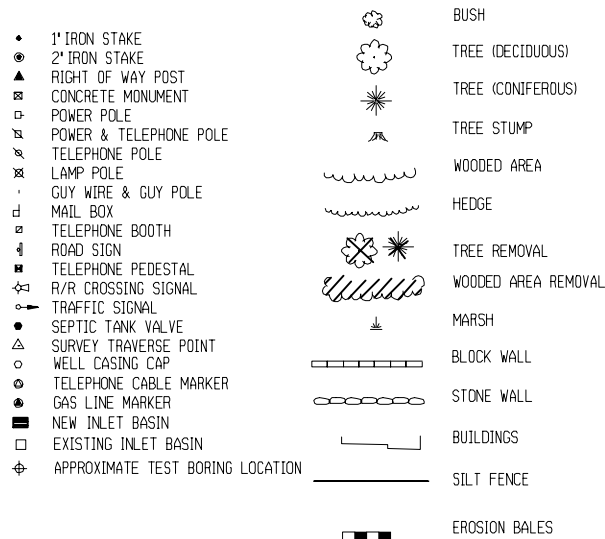 1" IRON STAKE
2" IRON STAKE
RIGHT OF WAY POST
CONCRETE MONUMENT
POWER POLE
POWER & TELEPHONE POLE
TELEPHONE POLE
LAMP POLE
GUY WIRE & GUY POLE
MAIL BOX
TELEPHONE BOOTH
ROAD SIGN
TELEPHONE PEDESTAL
R/R CROSSING SIGNAL
TRAFFIC SIGNAL
SEPTIC TANK VALVE
SURVEY TRAVERSE POINT
WELL CASING CAP
TELEPHONE CABLE MARKER
GAS LINE MARKER
NEW INLET BASIN
EXISTING INLET BASIN
APPROXIMATE TEST BORING LOCATION
BUSH
TREE (DECIDUOUS)
TREE (CONIFEROUS)
TREE STUMP
WOODED AREA
HEDGE
TREE REMOVAL
WOODED AREA REMOVAL
MARSH
BLOCK WALL
STONE WALL
BUILDINGS
SILT FENCE
EROSION BALES